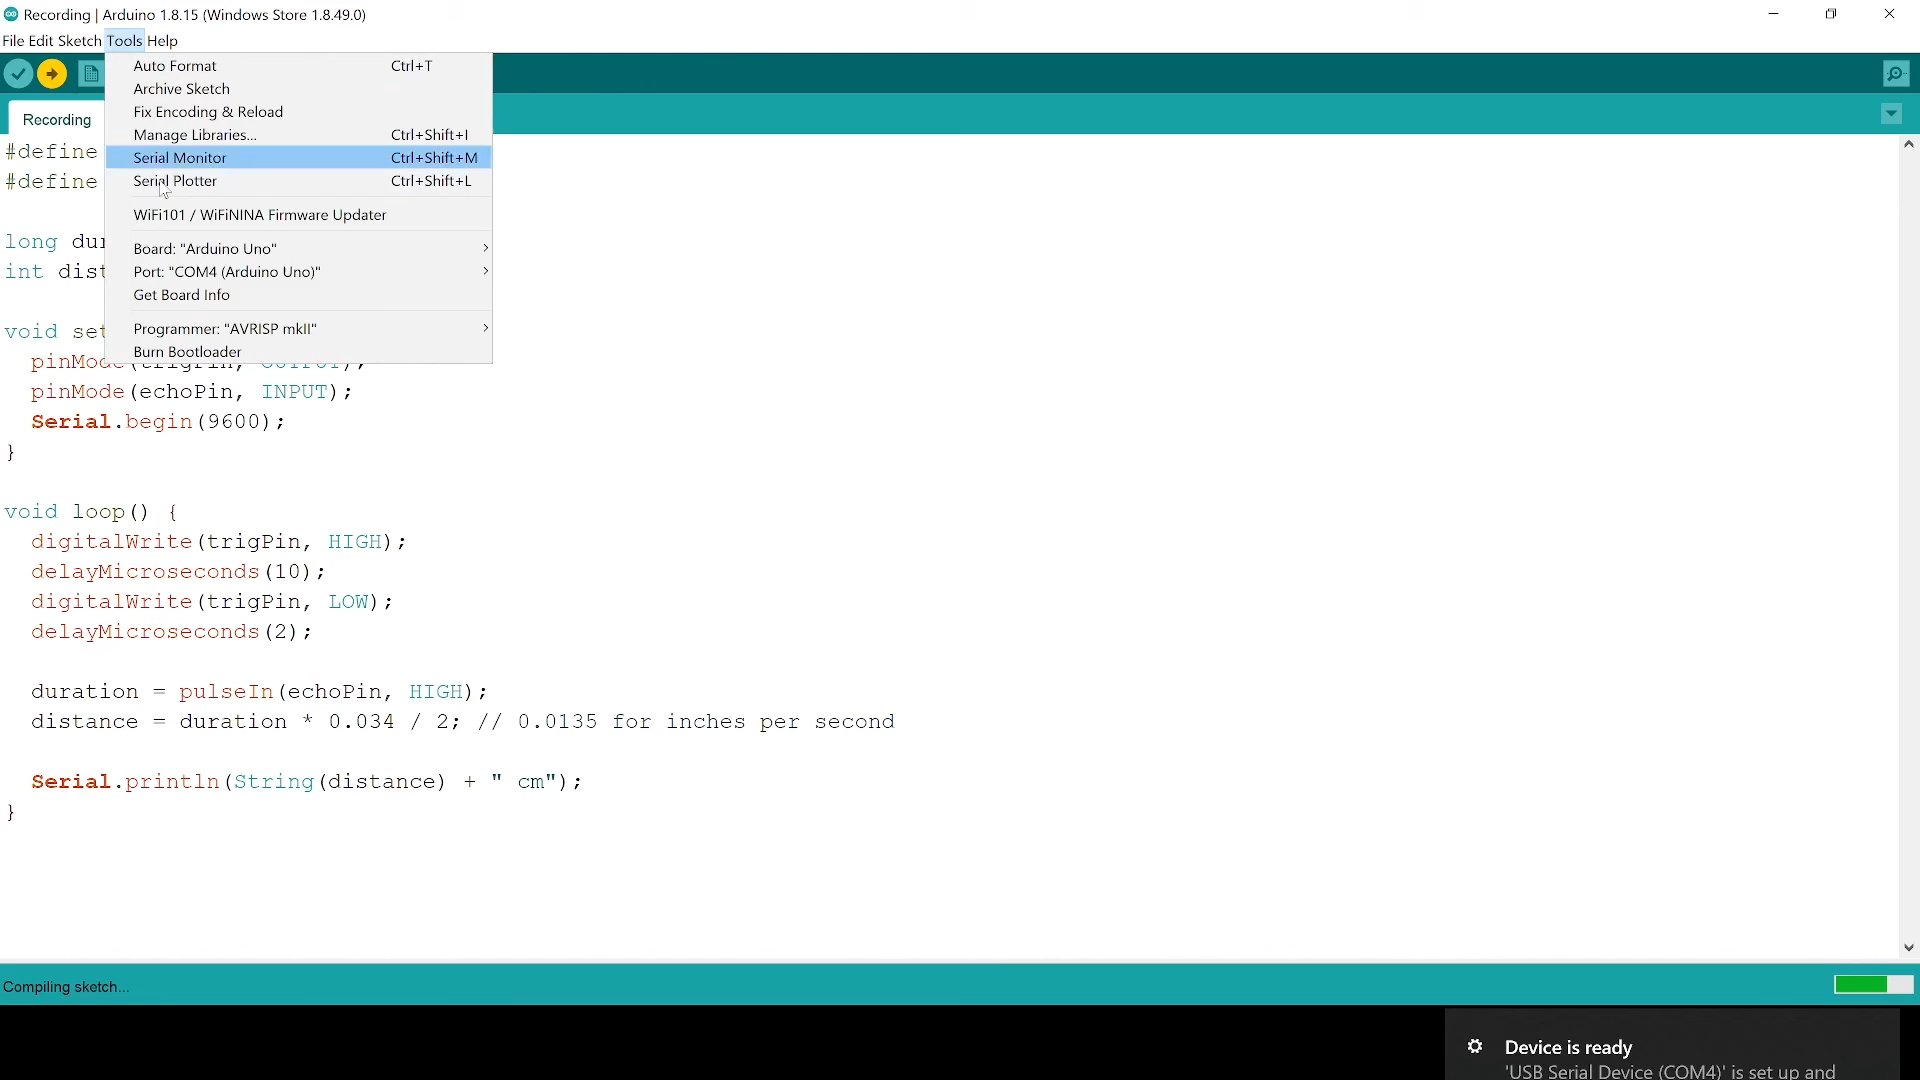 Recording | Arduino 1.8.15 (Windows Store 1.8.49.0)
File Edit Sketch Tools Help
Auto Format Ctrl+T
Archive Sketch
Fix Encoding & Reload
Manage Libraries... Ctrl+Shift+I
Serial Monitor Ctrl+Shift+M
Serial Plotter Ctrl+Shift+L
WiFi101 / WiFiNINA Firmware Updater
Board: "Arduino Uno"
Port: "COM4 (Arduino Uno)"
Get Board Info
Programmer: "AVRISP mkII"
Burn Bootloader
Recording
#define
#define
long dur
int dist
void set
pinMode(trigPin, OUTPUT);
pinMode(echoPin, INPUT);
Serial.begin(9600);
}
void loop() {
digitalWrite(trigPin, HIGH);
delayMicroseconds(10);
digitalWrite(trigPin, LOW);
delayMicroseconds(2);
duration = pulseIn(echoPin, HIGH);
distance = duration * 0.034 / 2; // 0.0135 for inches per second
Serial.println(String(distance) + " cm");
}
Compiling sketch...
Device is ready
'USB Serial Device (COM4)' is set up and